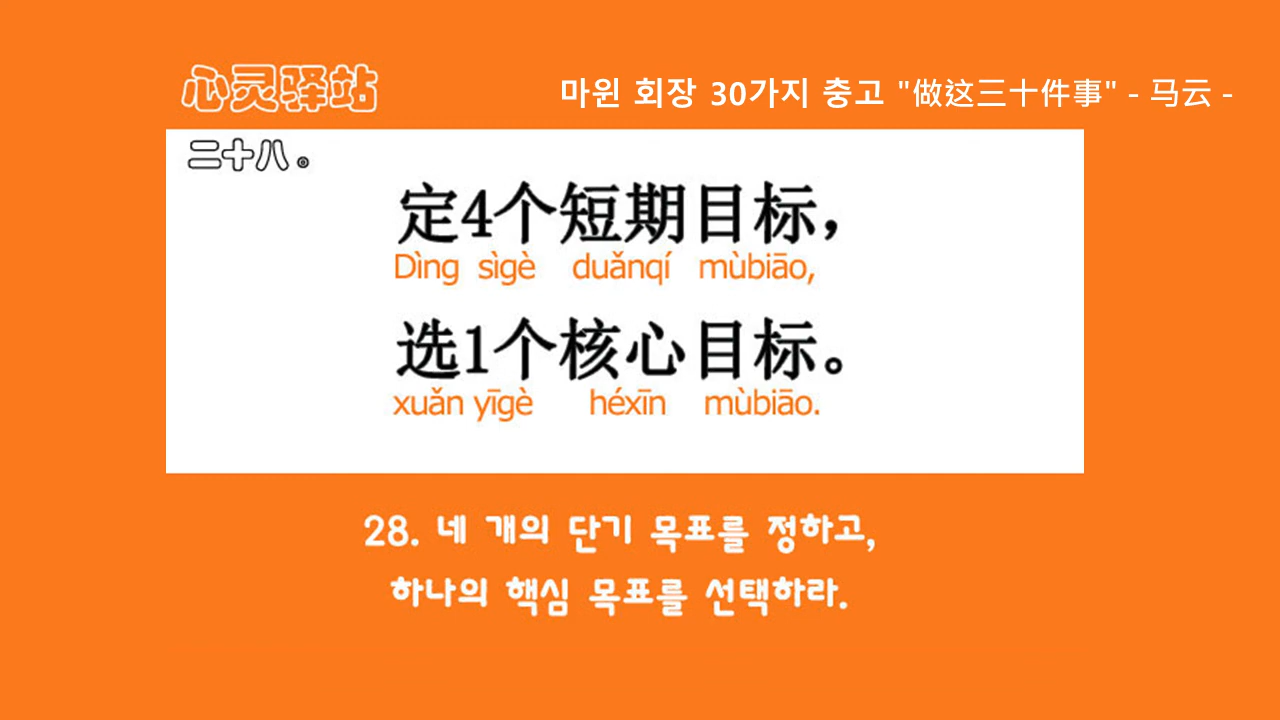 心灵驿站
마윈 회장 30가지 충고 "做这三十件事" - 马云 -
二十八。
定4个短期目标，
Dìng sìgè duǎnqí mùbiāo,
选1个核心目标。
xuǎn yīgè héxīn mùbiāo.
28. 네 개의 단기 목표를 정하고,
하나의 핵심 목표를 선택하라.